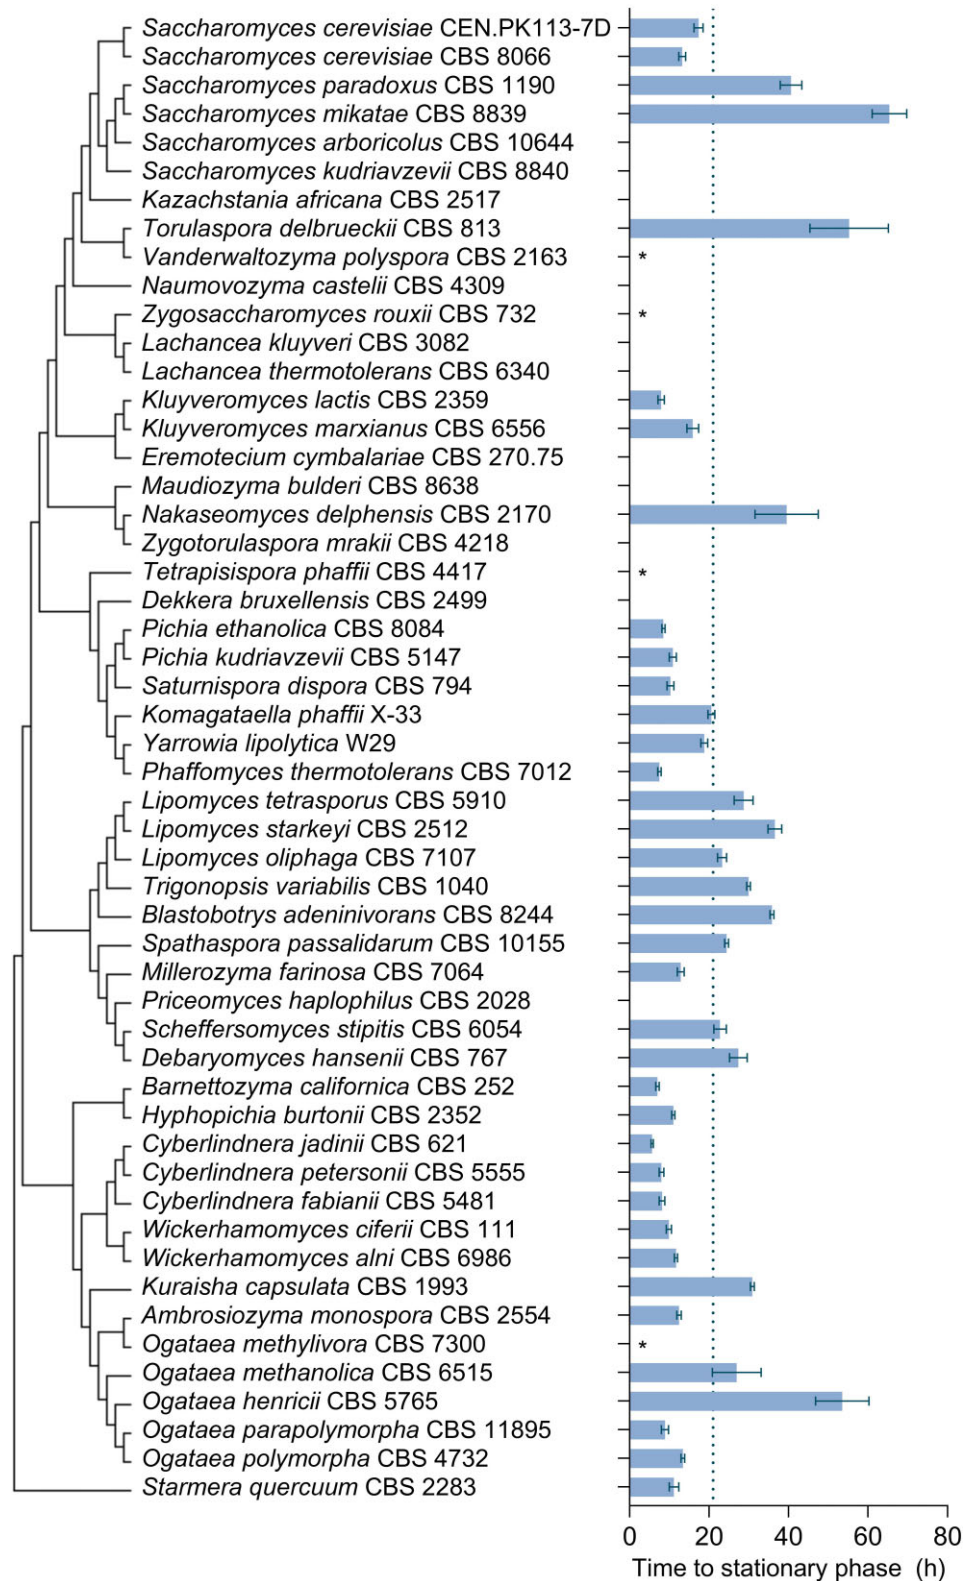 Saccharomyces cerevisiae CEN.PK113-7D
Saccharomyces cerevisiae CBS 8066
Saccharomyces paradoxus CBS 1190
Saccharomyces mikatae CBS 8839
Saccharomyces arboricolus CBS 10644
Saccharomyces kudriavzevii CBS 8840
Kazachstania africana CBS 2517
Torulaspora delbrueckii CBS 813
Vanderwaltozyma polyspora CBS 2163 *
Naumovozyma castelii CBS 4309
Zygosaccharomyces rouxii CBS 732 *
Lachancea kluyveri CBS 3082
Lachancea thermotolerans CBS 6340
Kluyveromyces lactis CBS 2359
Kluyveromyces marxianus CBS 6556
Eremotecium cymbalariae CBS 270.75
Maudiozyma bulderi CBS 8638
Nakaseomyces delphensis CBS 2170
Zygotorulaspora mrakii CBS 4218
Tetrapisispora phaffii CBS 4417 *
Dekkera bruxellensis CBS 2499
Pichia ethanolica CBS 8084
Pichia kudriavzevii CBS 5147
Saturnispora dispora CBS 794
Komagataella phaffii X-33
Yarrowia lipolytica W29
Phaffomyces thermotolerans CBS 7012
Lipomyces tetrasporus CBS 5910
Lipomyces starkeyi CBS 2512
Lipomyces oliphaga CBS 7107
Trigonopsis variabilis CBS 1040
Blastobotrys adeninivorans CBS 8244
Spathaspora passalidarum CBS 10155
Millerozyma farinosa CBS 7064
Priceomyces haplophilus CBS 2028
Scheffersomyces stipitis CBS 6054
Debaryomyces hansenii CBS 767
Barnettozyma californica CBS 252
Hyphopichia burtonii CBS 2352
Cyberlindnera jadinii CBS 621
Cyberlindnera petersonii CBS 5555
Cyberlindnera fabianii CBS 5481
Wickerhamomyces ciferii CBS 111
Wickerhamomyces alni CBS 6986
Kuraisha capsulata CBS 1993
Ambrosiozyma monospora CBS 2554
Ogataea methylivora CBS 7300 *
Ogataea methanolica CBS 6515
Ogataea henricii CBS 5765
Ogataea parapolymorpha CBS 11895
Ogataea polymorpha CBS 4732
Starmera quercuum CBS 2283
0 20 40 60 80
Time to stationary phase (h)